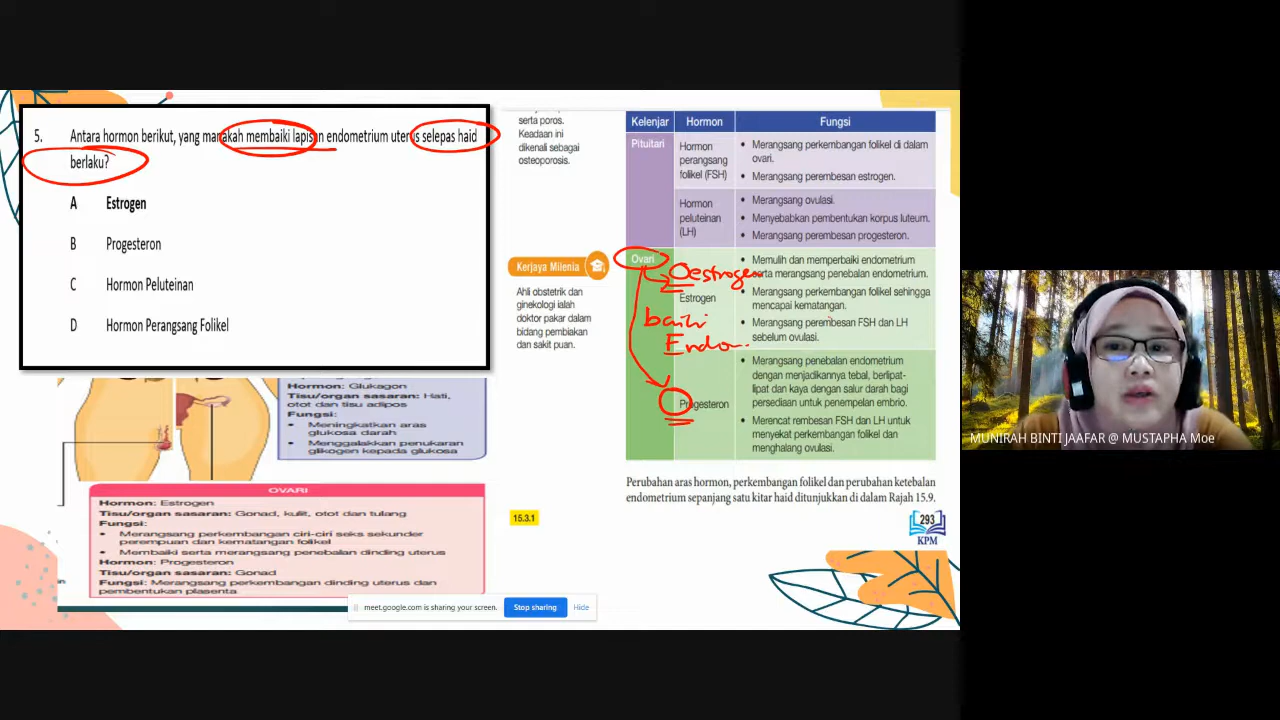 5. Antara hormon berikut, yang manakah membaiki lapisan endometrium uterus selepas haid
berlaku?
A Estrogen
B Progesteron
C Hormon Peluteinan
D Hormon Perangsang Folikel
Hormon: Glukagon
Tisu/organ sasaran: Hati,
otot dan tisu adipos
Fungsi:
• Meningkatkan aras
glukosa darah
• Menggalakkan penukaran
glikogen kepada glukosa
OVARI
Hormon: Estrogen
Tisu/organ sasaran: Gonad, kulit, otot dan tulang
Fungsi:
• Merangsang perkembangan ciri-ciri seks sekunder
perempuan dan kematangan folikel
• Membaiki serta merangsang penebalan dinding uterus
Hormon: Progesteron
Tisu/organ sasaran: Gonad
Fungsi: Merangsang perkembangan dinding uterus dan
pembentukan plasenta
serta poros.
Keadaan ini
dikenali sebagai
osteoporosis.
Kerjaya Milenia
Ahli obstetrik dan
ginekologi ialah
doktor pakar dalam
bidang pembiakan
dan sakit puan.
15.3.1
Kelenjar Hormon Fungsi
Pituitari
Hormon
perangsang
folikel (FSH)
• Merangsang perkembangan folikel di dalam
ovari.
• Merangsang perembesan estrogen.
Hormon
peluteinan
(LH)
• Merangsang ovulasi.
• Menyebabkan pembentukan korpus luteum.
• Merangsang perembesan progesteron.
Ovari
Oestrogen
Estrogen
baiki
Endo
• Memulih dan memperbaiki endometrium
serta merangsang penebalan endometrium.
• Merangsang perkembangan folikel sehingga
mencapai kematangan.
• Merangsang perembesan FSH dan LH
sebelum ovulasi.
Progesteron
• Merangsang penebalan endometrium
dengan menjadikannya tebal, berlipat-
lipat dan kaya dengan salur darah bagi
persediaan untuk penempelan embrio.
• Merencat rembesan FSH dan LH untuk
menyekat perkembangan folikel dan
menghalang ovulasi.
Perubahan aras hormon, perkembangan folikel dan perubahan ketebalan
endometrium sepanjang satu kitar haid ditunjukkan di dalam Rajah 15.9.
293
KPM
meet.google.com is sharing your screen. Stop sharing Hide
MUNIRAH BINTI JAAFAR @ MUSTAPHA Moe